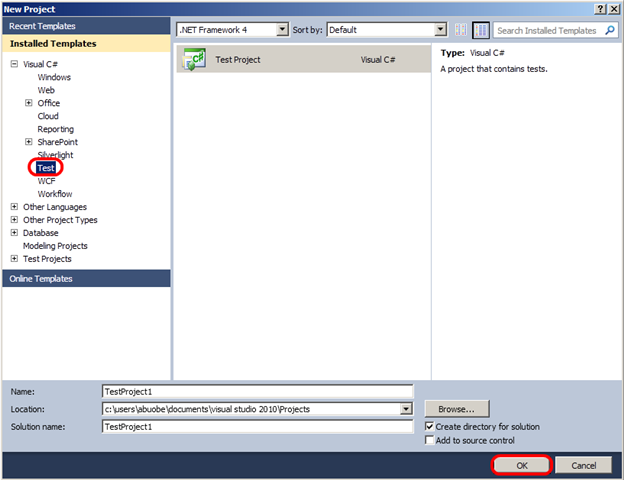 New Project
Recent Templates
Installed Templates
.NET Framework 4 Sort by: Default Search Installed Templates
Visual C#
Windows
Web
Office
Cloud
Reporting
SharePoint
Silverlight
Test
WCF
Workflow
Other Languages
Other Project Types
Database
Modeling Projects
Test Projects
Online Templates
Test Project Visual C#
Type: Visual C#
A project that contains tests.
Name: TestProject1
Location: c:\users\abuobe\documents\visual studio 2010\Projects Browse...
Solution name: TestProject1
Create directory for solution
Add to source control
OK Cancel